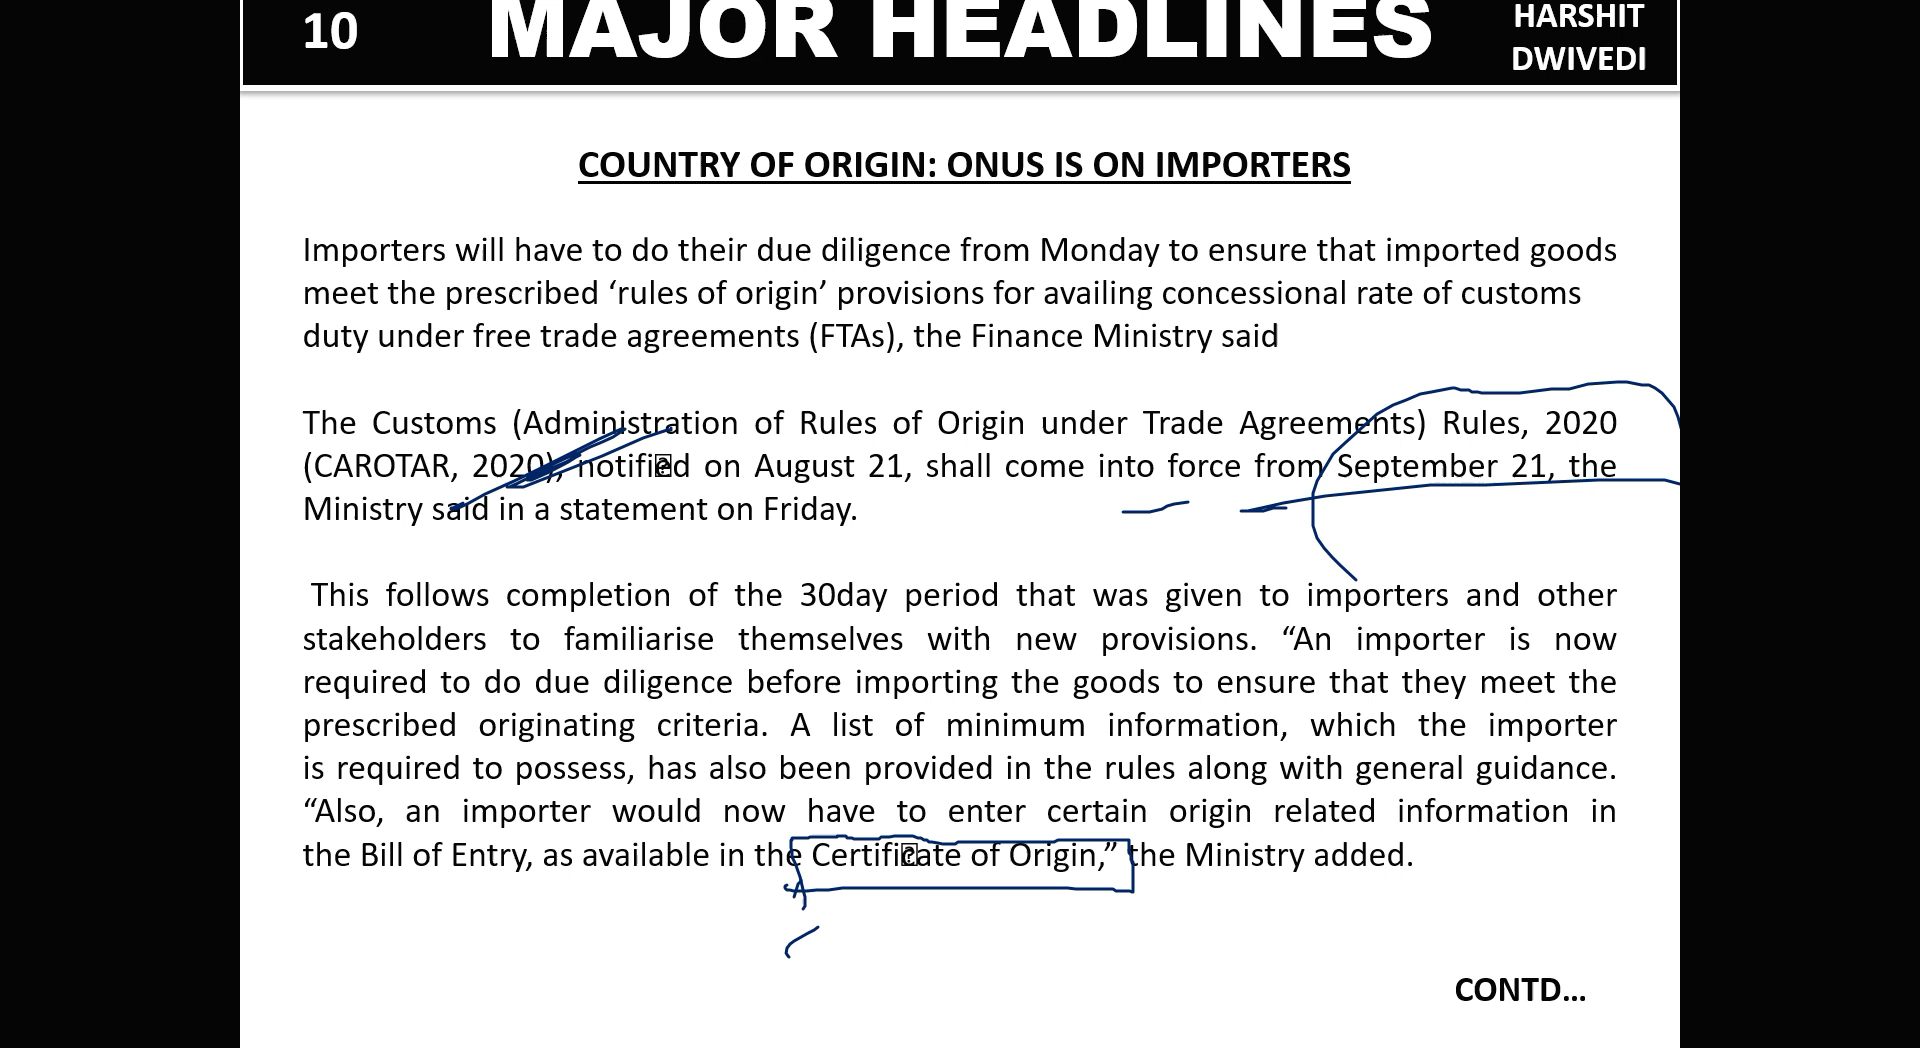 10
MAJOR HEADLINES
HARSHIT
DWIVEDI
COUNTRY OF ORIGIN: ONUS IS ON IMPORTERS
Importers will have to do their due diligence from Monday to ensure that imported goods
meet the prescribed ‘rules of origin’ provisions for availing concessional rate of customs
duty under free trade agreements (FTAs), the Finance Ministry said
The Customs (Administration of Rules of Origin under Trade Agreements) Rules, 2020
(CAROTAR, 2020), notified on August 21, shall come into force from September 21, the
Ministry said in a statement on Friday.
This follows completion of the 30day period that was given to importers and other
stakeholders to familiarise themselves with new provisions. “An importer is now
required to do due diligence before importing the goods to ensure that they meet the
prescribed originating criteria. A list of minimum information, which the importer
is required to possess, has also been provided in the rules along with general guidance.
“Also, an importer would now have to enter certain origin related information in
the Bill of Entry, as available in the Certificate of Origin,” the Ministry added.
CONTD...